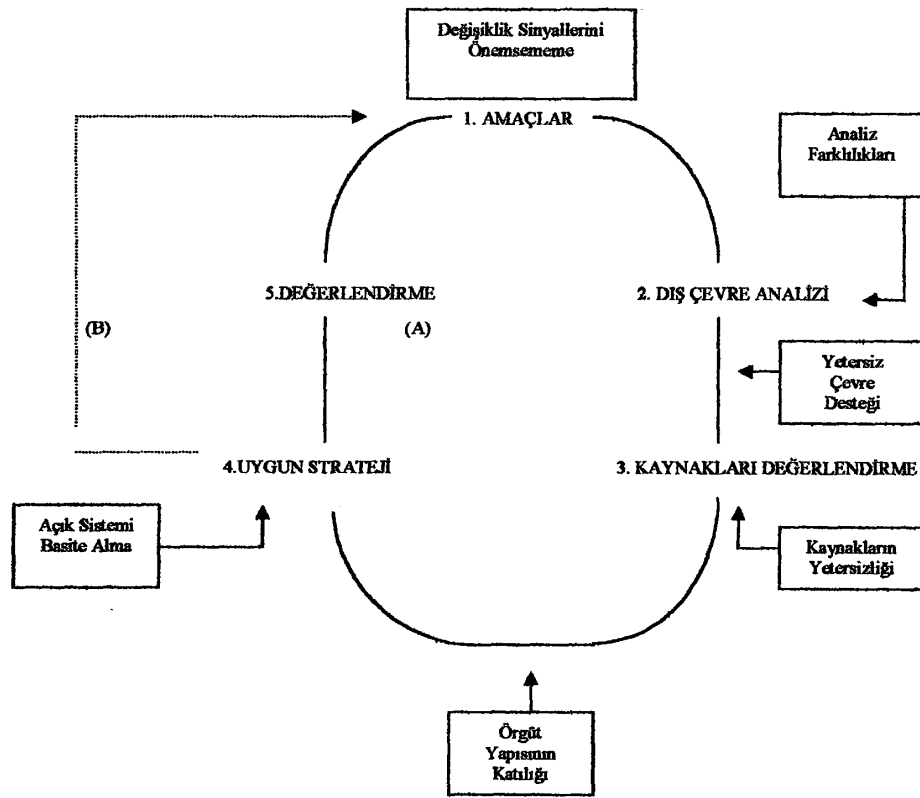 Değişiklik Sinyallerini
Önemsememe
1. AMAÇLAR
Analiz
Farklılıkları
5.DEĞERLENDİRME
2. DIŞ ÇEVRE ANALİZİ
(B)
(A)
Yetersiz
Çevre
Desteği
4.UYGUN STRATEJİ
3. KAYNAKLARI DEĞERLENDİRME
Açık Sistemi
Basite Alma
Kaynakların
Yetersizliği
Örgüt
Yapısının
Katılığı